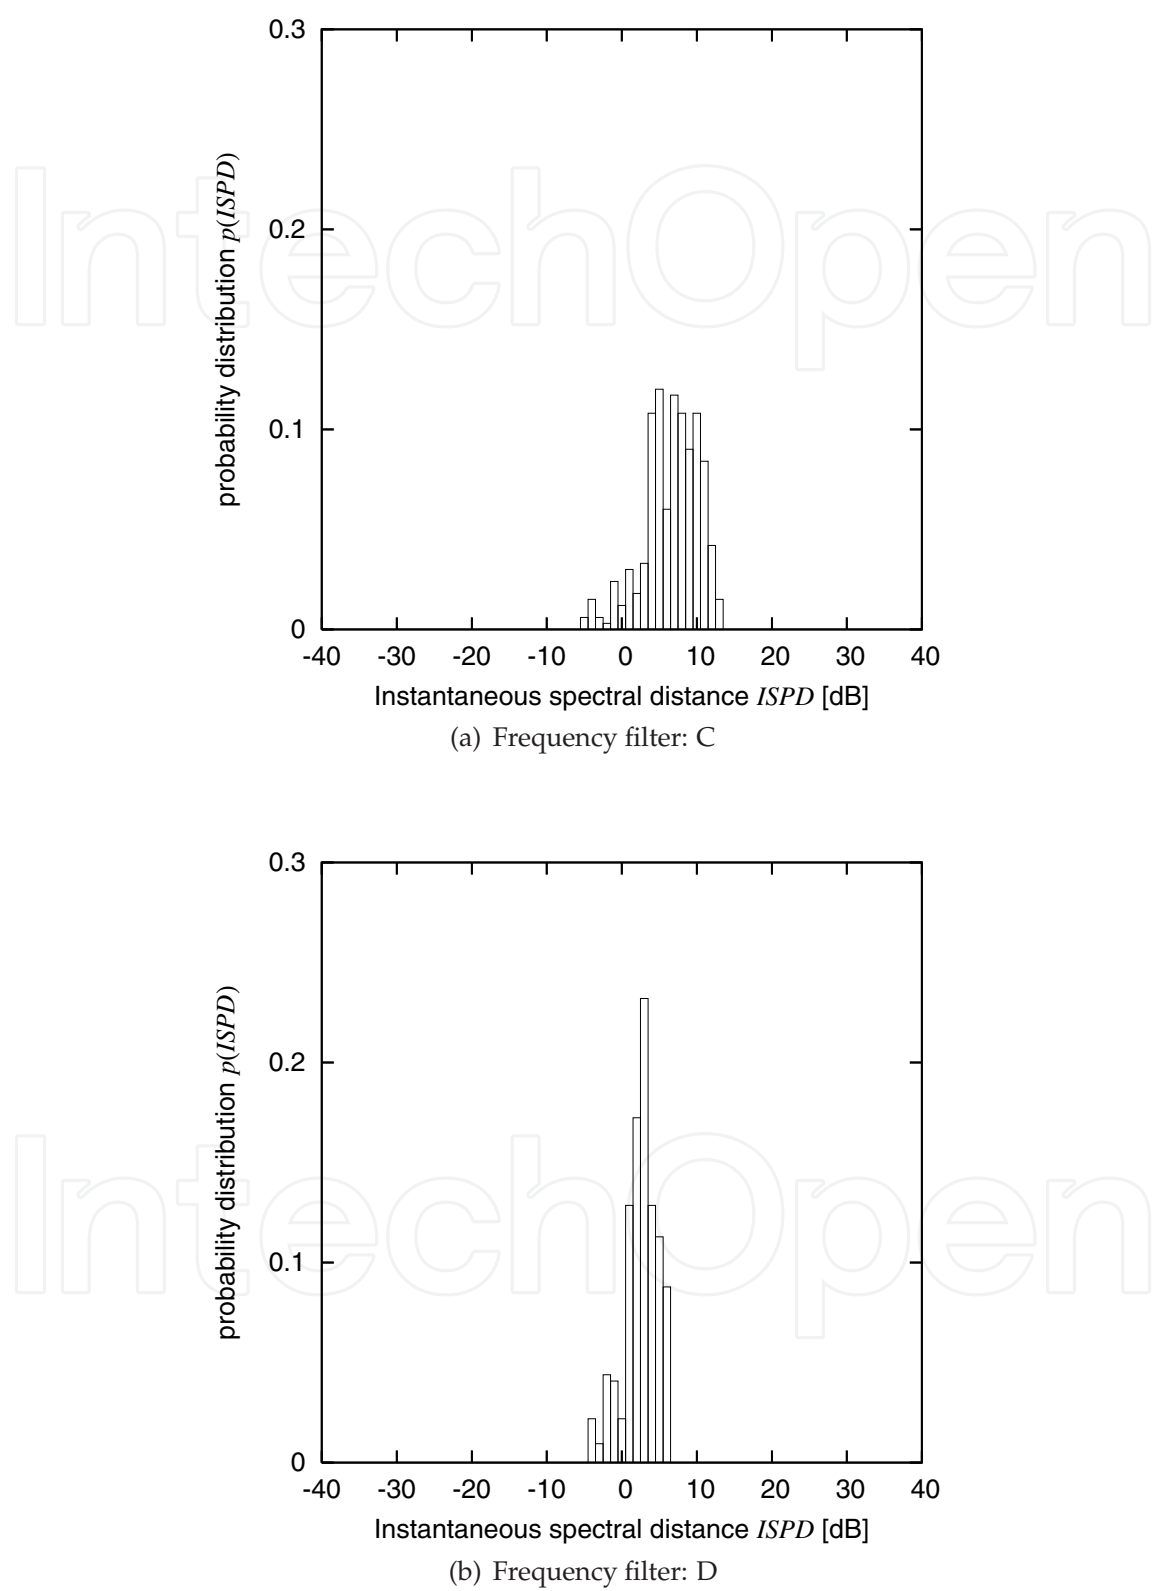 0.3
0.2
0.1
0
probability distribution p(ISPD)
-40 -30 -20 -10 0 10 20 30 40
Instantaneous spectral distance ISPD [dB]
(a) Frequency filter: C
IntechOpen
0.3
0.2
0.1
0
probability distribution p(ISPD)
-40 -30 -20 -10 0 10 20 30 40
Instantaneous spectral distance ISPD [dB]
(b) Frequency filter: D
IntechOpen